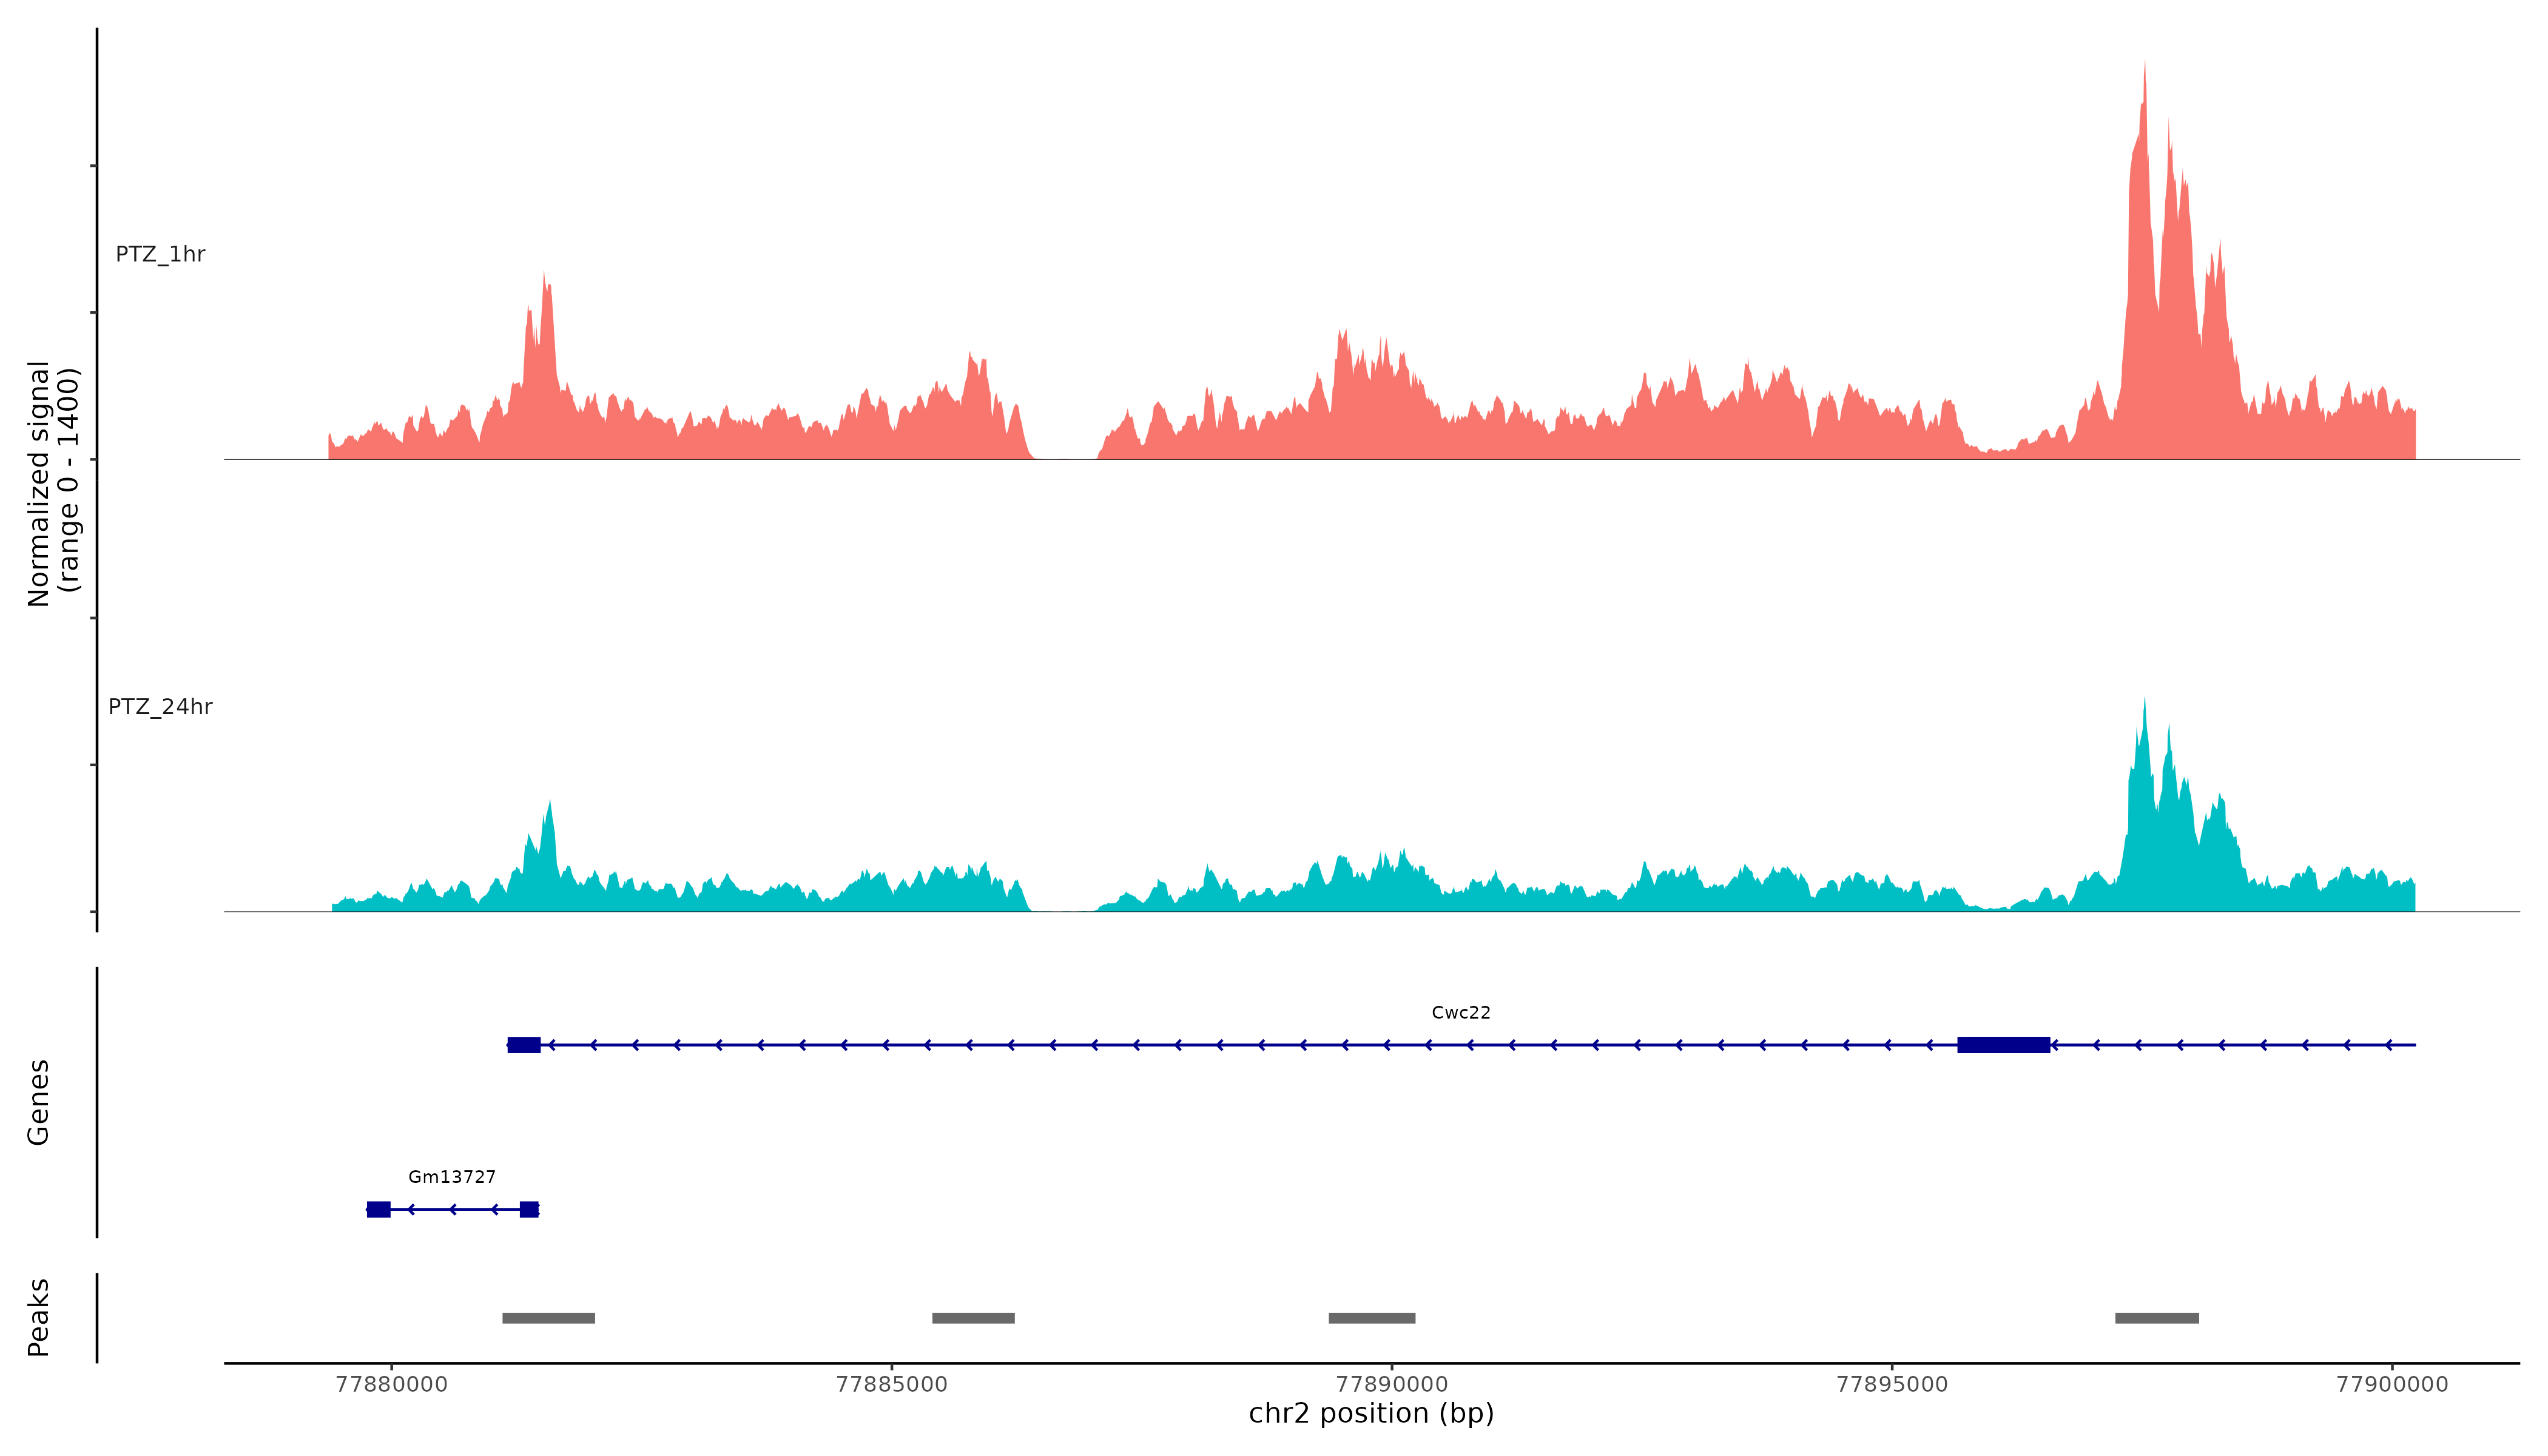 Normalized signal
(range 0 - 1400)
PTZ_1hr
PTZ_24hr
Genes
Cwc22
Gm13727
Peaks
77880000 77885000 77890000 77895000 77900000
chr2 position (bp)